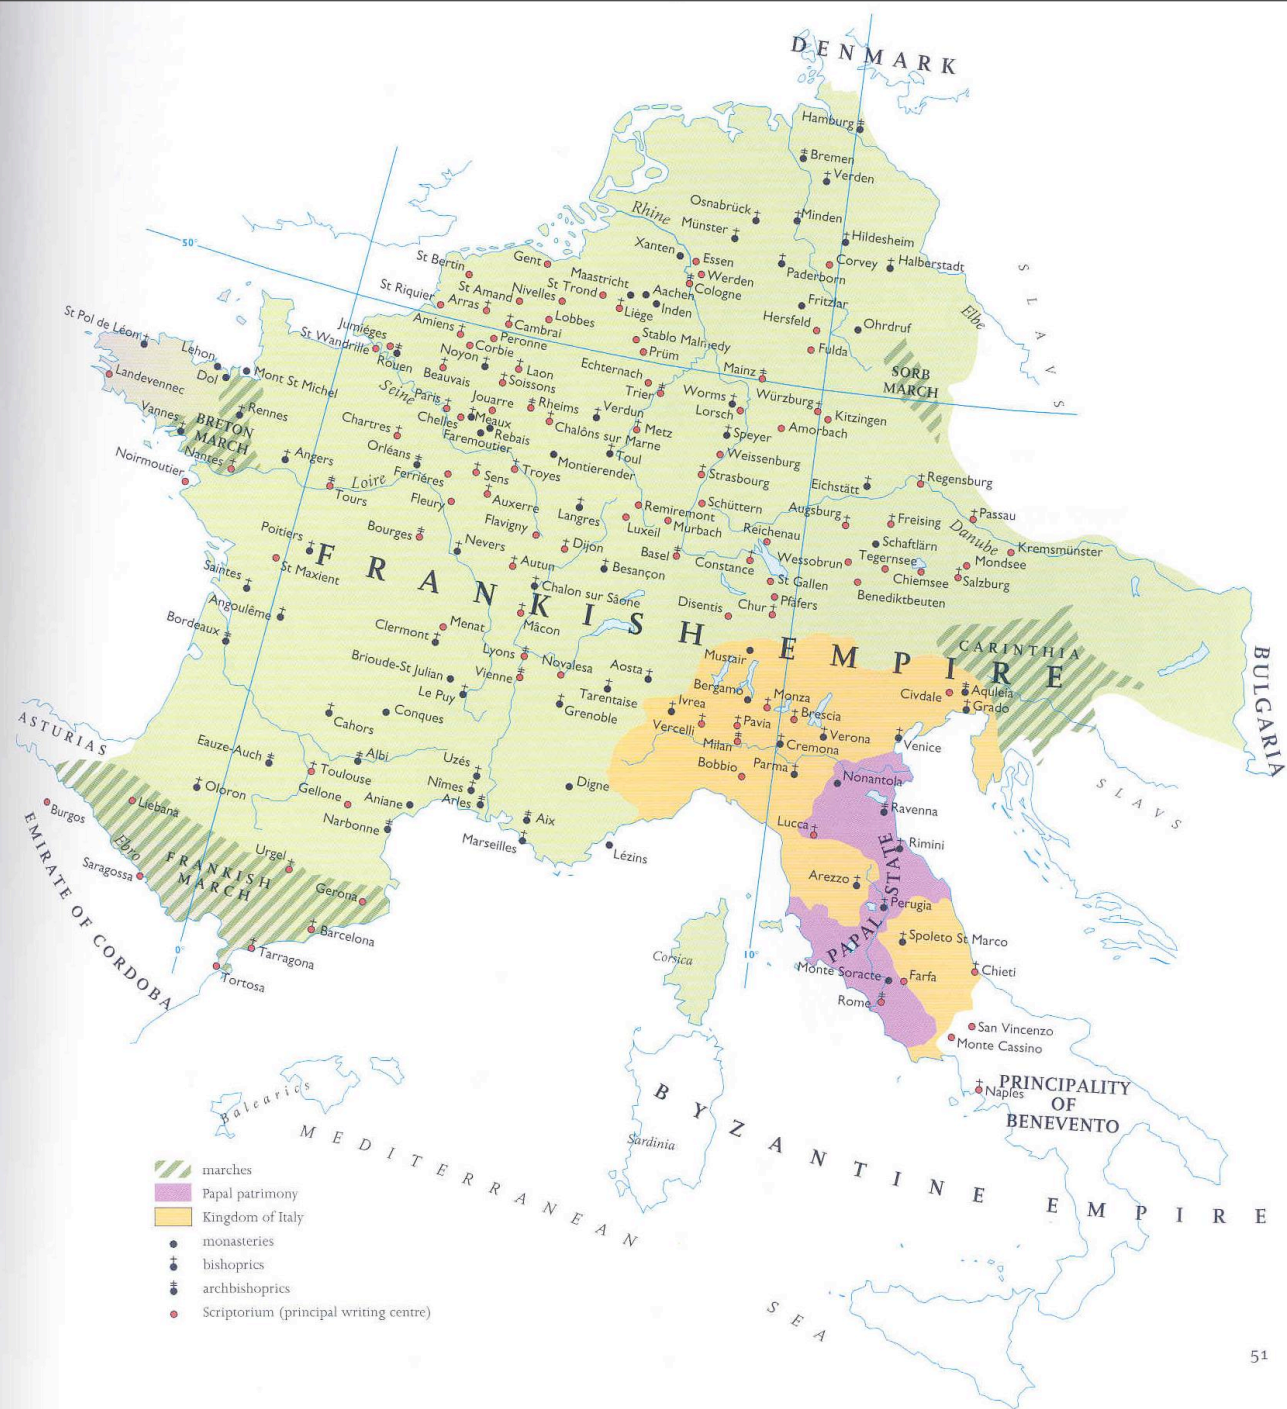 DENMARK
Hamburg
Bremen
Verden
Osnabrück
Minden
Münster
Rhine
Hildesheim
Xanten
Essen
Corvey
Halberstadt
Werden
Paderborn
50°
St Bertin
Gent
Maastricht
Aachen
Cologne
St Riquier
St Amand
Nivelles
St Trond
Inden
Fritzlar
Arras
Liège
Hersfeld
Elbe
SLAVS
St Pol de Léon
Jumiéges
Amiens
Cambrai
Lobbes
Ohrdruf
St Wandrille
Corbie
Peronne
Stablo Malmedy
Lehon
Rouen
Noyon
Prüm
Fulda
Landevennec
Dol
Mont St Michel
Beauvais
Laon
Echternach
Mainz
SORB
MARCH
Seine
Soissons
Trier
Worms
Würzburg
Vannes
Rennes
Paris
Jouarre
Rheims
Verdun
Lorsch
Kitzingen
BRETON
MARCH
Chartres
Chelles
Meaux
Chalôns sur Marne
Metz
Amorbach
Faremoutier
Rebais
Speyer
Nantes
Angers
Orléans
Montierender
Toul
Weissenburg
Noirmoutier
Loire
Ferriéres
Sens
Troyes
Strasbourg
Eichstätt
Regensburg
Tours
Fleury
Auxerre
Langres
Remiremont
Schüttern
Augsburg
Freising
Passau
Flavigny
Luxeil
Murbach
Reichenau
Danube
Poitiers
Bourges
Nevers
Dijon
Basel
Schaftlärn
Kremsmünster
St Maxient
Autun
Besançon
Constance
Wessobrun
Tegernsee
Mondsee
Saintes
Chalon sur Sâone
St Gallen
Chiemsee
Salzburg
Benediktbeuten
FRANKISH EMPIRE
Angoulême
Mâcon
Disentis
Chur
Pfäfers
Bordeaux
Clermont
Menat
CARINTHIA
Lyons
Mustair
Brioude-St Julian
Vienne
Novalesa
Aosta
Le Puy
Tarentaise
Bergamo
Monza
Civdale
Aquleia
Grado
BULGARIA
Ivrea
Grenoble
Brescia
Cahors
Conques
Vercelli
Pavia
Verona
Milan
Cremona
Venice
ASTURIAS
Eauze-Auch
Albi
Uzés
Bobbio
Parma
Toulouse
Nîmes
Digne
Nonantola
SLAVS
Oloron
Gellone
Aniane
Arles
Burgos
Liebana
Narbonne
Aix
Lucca
Ravenna
Marseilles
Rimini
Lézins
EMIRATE OF CORDOBA
Ebro
FRANKISH
MARCH
Urgel
Saragossa
Gerona
Arezzo
PAPAL STATE
Perugia
Barcelona
Spoleto St Marco
0°
Tarragona
10°
Corsica
Monte Soracte
Farfa
Chieti
Tortosa
Rome
San Vincenzo
Monte Cassino
Naples
PRINCIPALITY
OF
BENEVENTO
Balearics
Sardinia
BYZANTINE EMPIRE
MEDITERRANEAN SEA
marches
Papal patrimony
Kingdom of Italy
monasteries
bishoprics
archbishoprics
Scriptorium (principal writing centre)
51